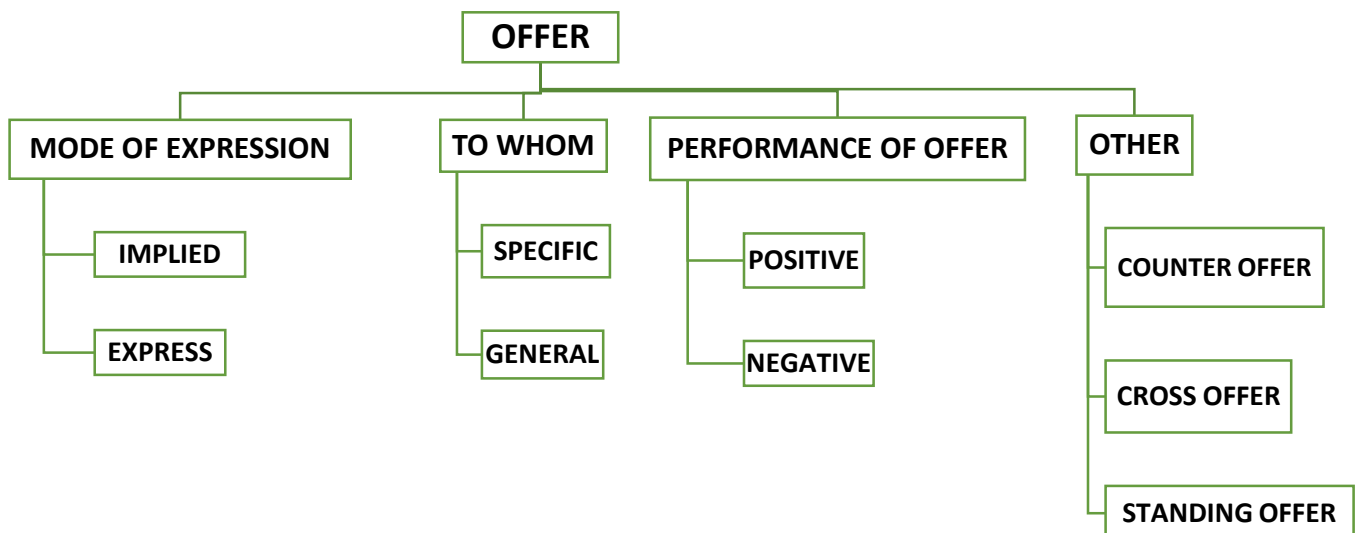 OFFER
MODE OF EXPRESSION
IMPLIED
EXPRESS
TO WHOM
SPECIFIC
GENERAL
PERFORMANCE OF OFFER
POSITIVE
NEGATIVE
OTHER
COUNTER OFFER
CROSS OFFER
STANDING OFFER